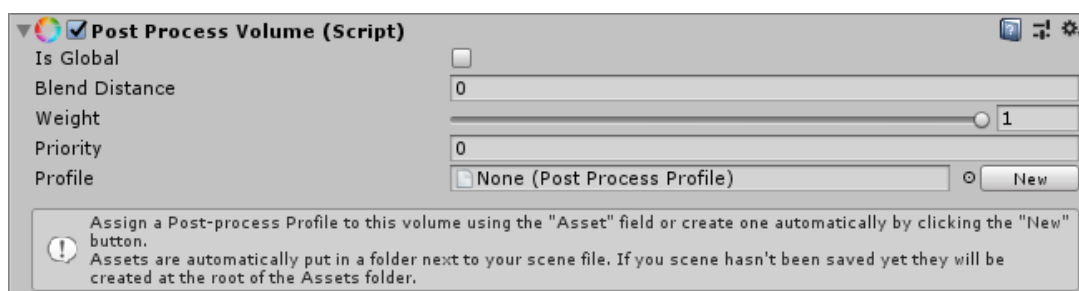 Post Process Volume (Script)
Is Global
Blend Distance 0
Weight 1
Priority 0
Profile None (Post Process Profile) New
Assign a Post-process Profile to this volume using the "Asset" field or create one automatically by clicking the "New"
button.
Assets are automatically put in a folder next to your scene file. If you scene hasn't been saved yet they will be
created at the root of the Assets folder.